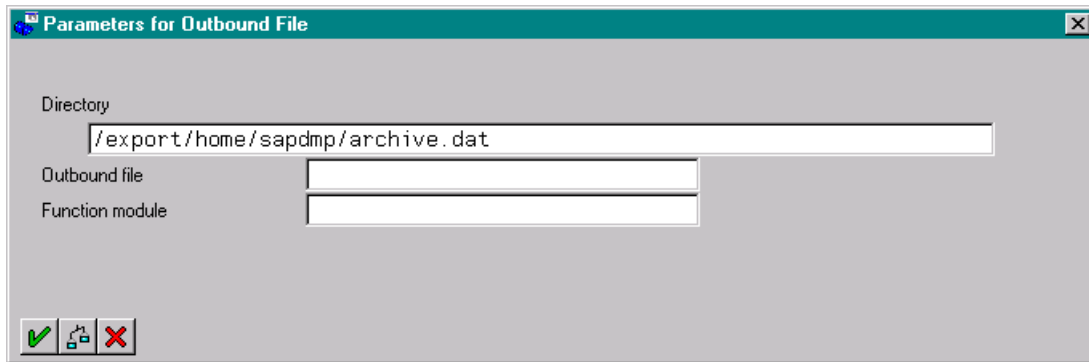 Parameters for Outbound File
Directory
/export/home/sapdmp/archive.dat
Outbound file
Function module